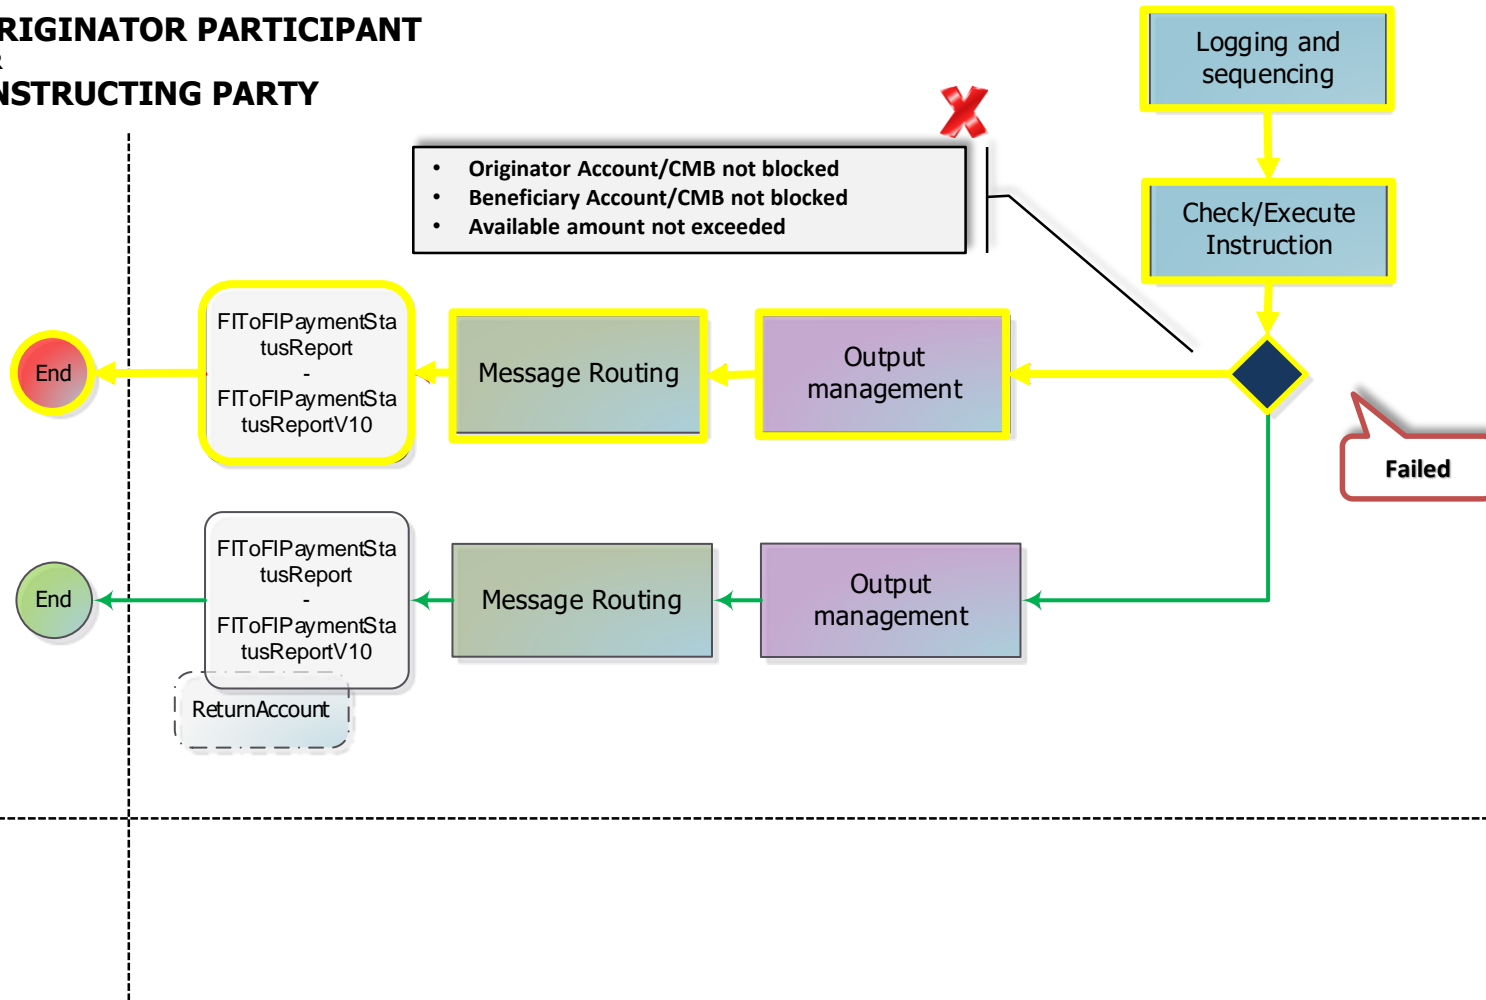 RIGINATOR PARTICIPANT
R
NSTRUCTING PARTY
Logging and
sequencing
• Originator Account/CMB not blocked
• Beneficiary Account/CMB not blocked
• Available amount not exceeded
Check/Execute
Instruction
End
FIToFIPaymentSta
tusReport
-
FIToFIPaymentSta
tusReportV10
Message Routing
Output
management
Failed
End
FIToFIPaymentSta
tusReport
-
FIToFIPaymentSta
tusReportV10
Message Routing
Output
management
ReturnAccount